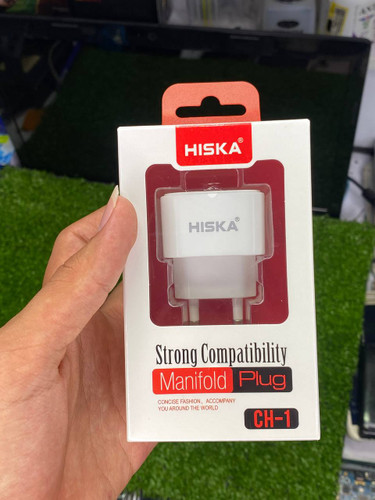 HISKA®
HISKA®
Strong Compatibility
Manifold Plug
CONCISE FASHION, ACCOMPANY
YOU AROUND THE WORLD
CH-1